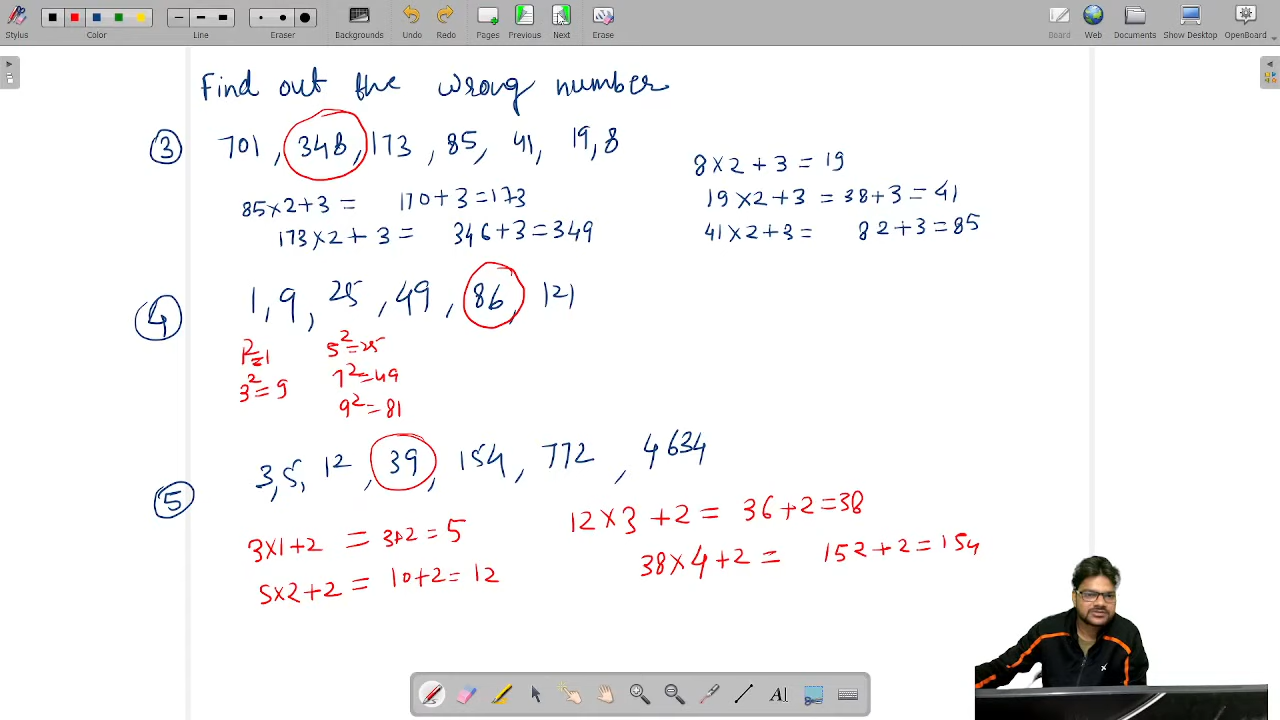 Stylus Color Line Eraser Backgrounds Undo Redo Pages Previous Next Erase Board Web Documents Show Desktop OpenBoard
Find out the wrong number
③ 701, 348, 173, 85, 41, 19, 8
85×2+3 = 170+3=173
173×2+3 = 346+3=349
8×2+3 = 19
19×2+3 = 38+3=41
41×2+3= 82+3=85
④ 1, 9, 25, 49, 86, 121
1²=1
3²=9
5²=25
7²=49
9²=81
⑤ 3, 5, 12, 39, 154, 772, 4634
3×1+2 = 3+2=5
5×2+2 = 10+2=12
12×3+2= 36+2=38
38×4+2= 152+2=154
AI